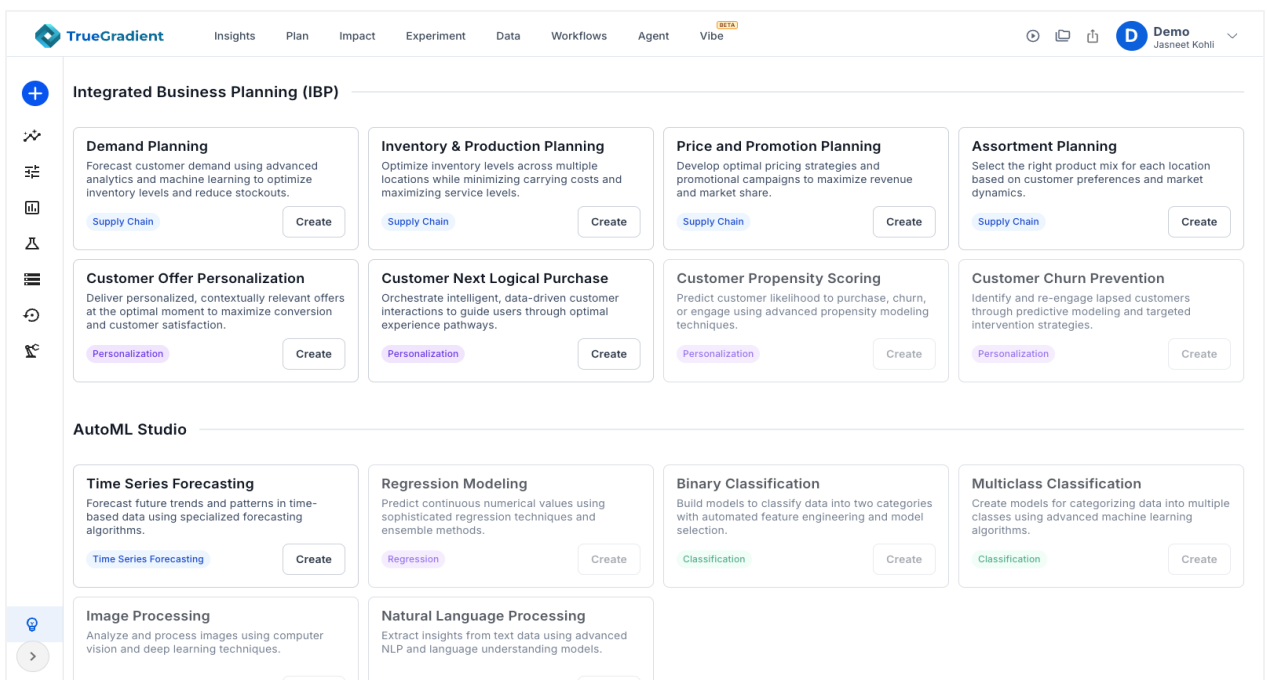 TrueGradient
Insights
Plan
Impact
Experiment
Data
Workflows
Agent
Vibe
BETA
D
Demo
Jasneet Kohli
Integrated Business Planning (IBP)
Demand Planning
Forecast customer demand using advanced
analytics and machine learning to optimize
inventory levels and reduce stockouts.
Supply Chain
Create
Inventory & Production Planning
Optimize inventory levels across multiple
locations while minimizing carrying costs and
maximizing service levels.
Supply Chain
Create
Price and Promotion Planning
Develop optimal pricing strategies and
promotional campaigns to maximize revenue
and market share.
Supply Chain
Create
Assortment Planning
Select the right product mix for each location
based on customer preferences and market
dynamics.
Supply Chain
Create
Customer Offer Personalization
Deliver personalized, contextually relevant offers
at the optimal moment to maximize conversion
and customer satisfaction.
Personalization
Create
Customer Next Logical Purchase
Orchestrate intelligent, data-driven customer
interactions to guide users through optimal
experience pathways.
Personalization
Create
Customer Propensity Scoring
Predict customer likelihood to purchase, churn,
or engage using advanced propensity modeling
techniques.
Personalization
Create
Customer Churn Prevention
Identify and re-engage lapsed customers
through predictive modeling and targeted
intervention strategies.
Personalization
Create
AutoML Studio
Time Series Forecasting
Forecast future trends and patterns in time-
based data using specialized forecasting
algorithms.
Time Series Forecasting
Create
Regression Modeling
Predict continuous numerical values using
sophisticated regression techniques and
ensemble methods.
Regression
Create
Binary Classification
Build models to classify data into two categories
with automated feature engineering and model
selection.
Classification
Create
Multiclass Classification
Create models for categorizing data into multiple
classes using advanced machine learning
algorithms.
Classification
Create
Image Processing
Analyze and process images using computer
vision and deep learning techniques.
Natural Language Processing
Extract insights from text data using advanced
NLP and language understanding models.